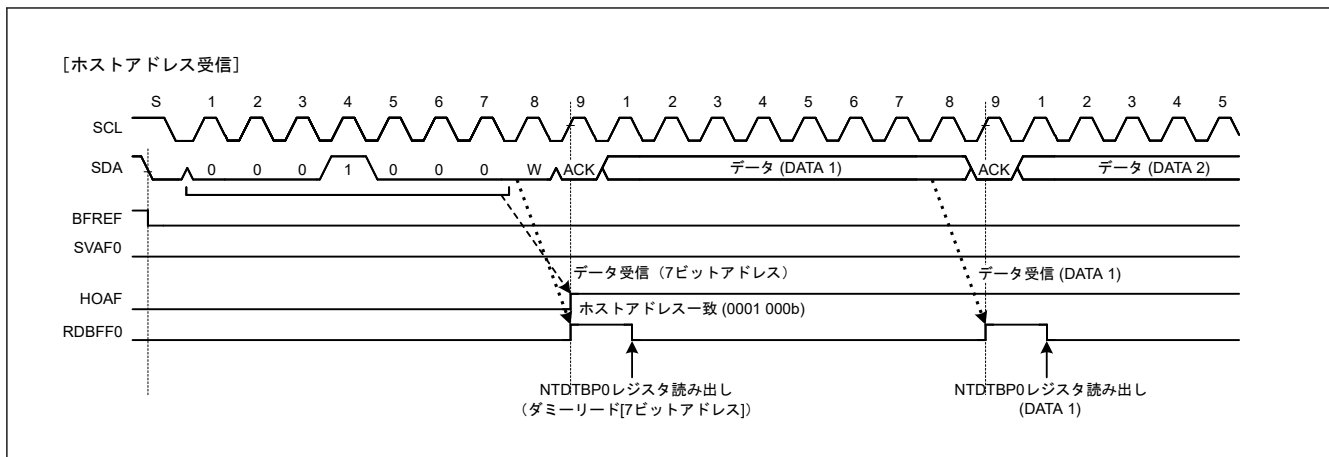 [ホストアドレス受信]
S 1 2 3 4 5 6 7 8 9 1 2 3 4 5 6 7 8 9 1 2 3 4 5
SCL
SDA 0 0 0 1 0 0 0 W ACK データ (DATA 1) ACK データ (DATA 2)
BFREF
SVAF0
データ受信（7ビットアドレス） データ受信 (DATA 1)
HOAF
ホストアドレス一致 (0001 000b)
RDBFF0
NTDTBP0レジスタ読み出し NTDTBP0レジスタ読み出し
（ダミーリード[7ビットアドレス]） (DATA 1)